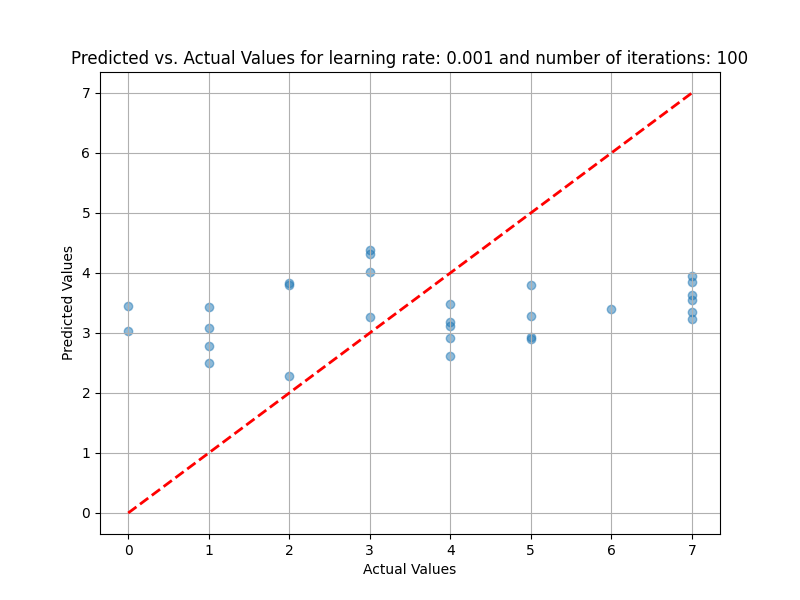 Predicted vs. Actual Values for learning rate: 0.001 and number of iterations: 100
7
6
5
4
3
2
1
0
Predicted Values
0 1 2 3 4 5 6 7
Actual Values